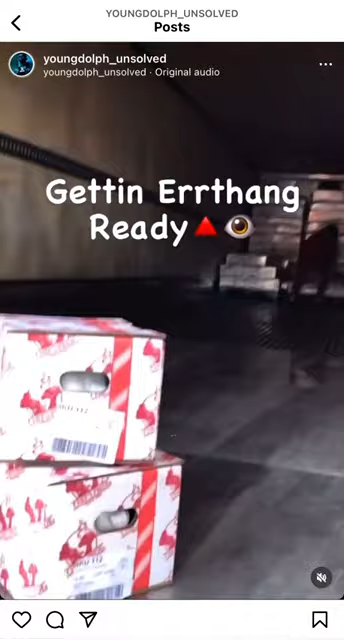 YOUNGDOLPH_UNSOLVED
Posts
youngdolph_unsolved
youngdolph_unsolved · Original audio
Gettin Errthang
Ready🔺👁️